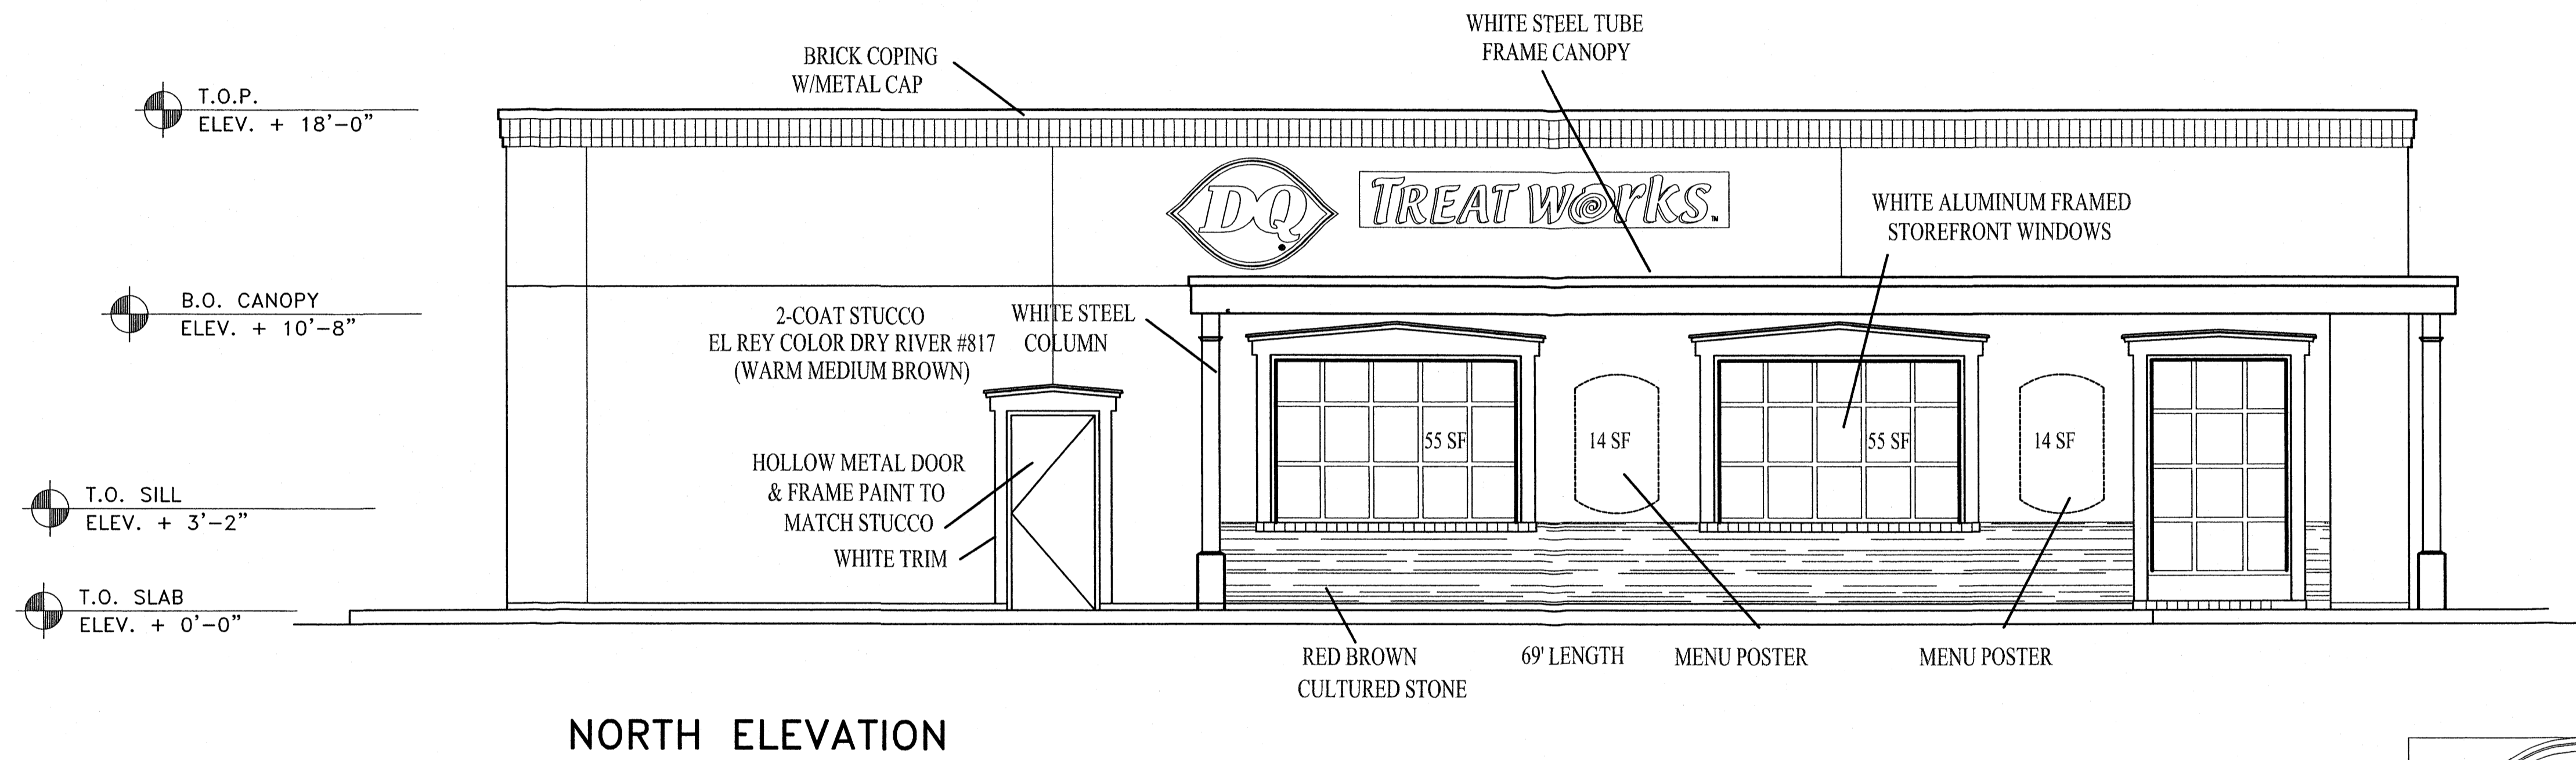 WHITE STEEL TUBE
FRAME CANOPY
BRICK COPING
W/METAL CAP
T.O.P.
ELEV. + 18'-0"
DQ
TREAT WORKS™
WHITE ALUMINUM FRAMED
STOREFRONT WINDOWS
B.O. CANOPY
ELEV. + 10'-8"
2-COAT STUCCO
EL REY COLOR DRY RIVER #817
(WARM MEDIUM BROWN)
WHITE STEEL
COLUMN
55 SF
14 SF
55 SF
14 SF
HOLLOW METAL DOOR
& FRAME PAINT TO
MATCH STUCCO
WHITE TRIM
T.O. SILL
ELEV. + 3'-2"
T.O. SLAB
ELEV. + 0'-0"
RED BROWN
CULTURED STONE
69' LENGTH
MENU POSTER
MENU POSTER
NORTH ELEVATION